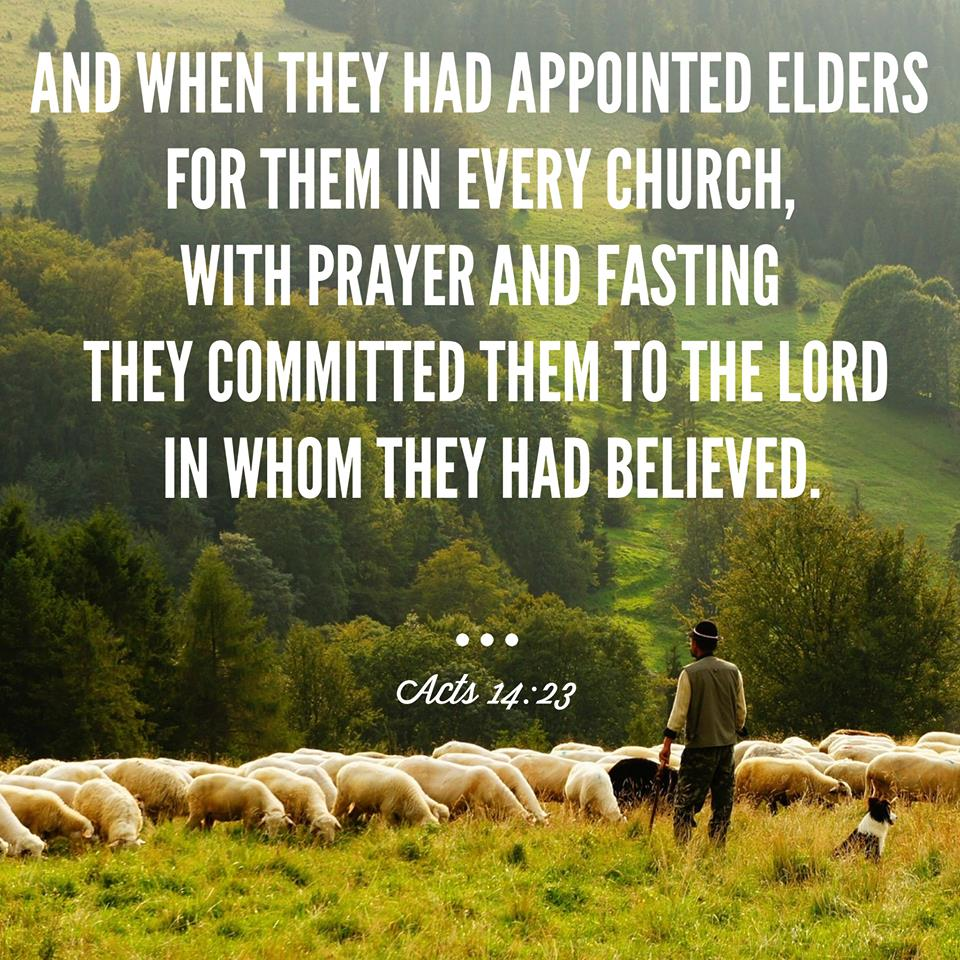 AND WHEN THEY HAD APPOINTED ELDERS
FOR THEM IN EVERY CHURCH,
WITH PRAYER AND FASTING
THEY COMMITTED THEM TO THE LORD
IN WHOM THEY HAD BELIEVED.
•••
Acts 14:23